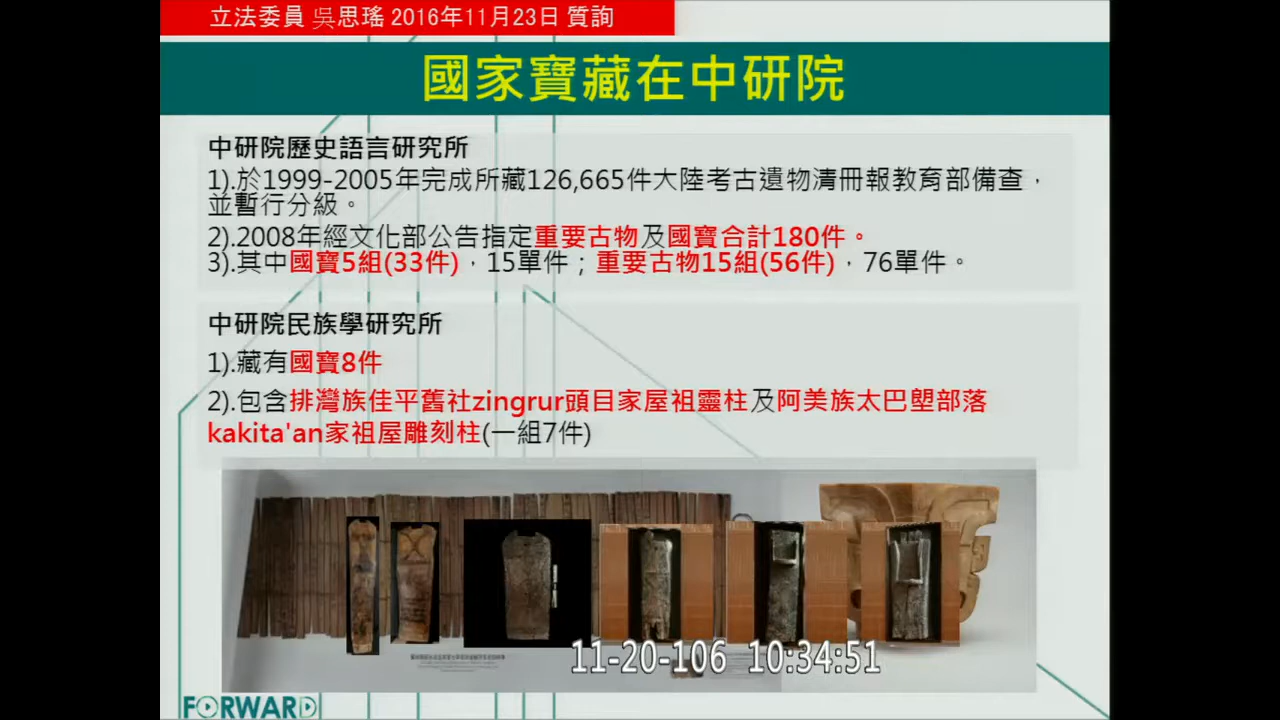 立法委員 吳思瑤 2016年11月23日 質詢
國家寶藏在中研院
中研院歷史語言研究所
1).於1999-2005年完成所藏126,665件大陸考古遺物清冊報教育部備查，
並暫行分級。
2).2008年經文化部公告指定重要古物及國寶合計180件。
3).其中國寶5組(33件)，15單件；重要古物15組(56件)，76單件。
中研院民族學研究所
1).藏有國寶8件
2).包含排灣族佳平舊社zingrur頭目家屋祖靈柱及阿美族太巴塱部落
kakita'an家祖屋雕刻柱(一組7件)
11-20-106 10:34:51
FORWARD